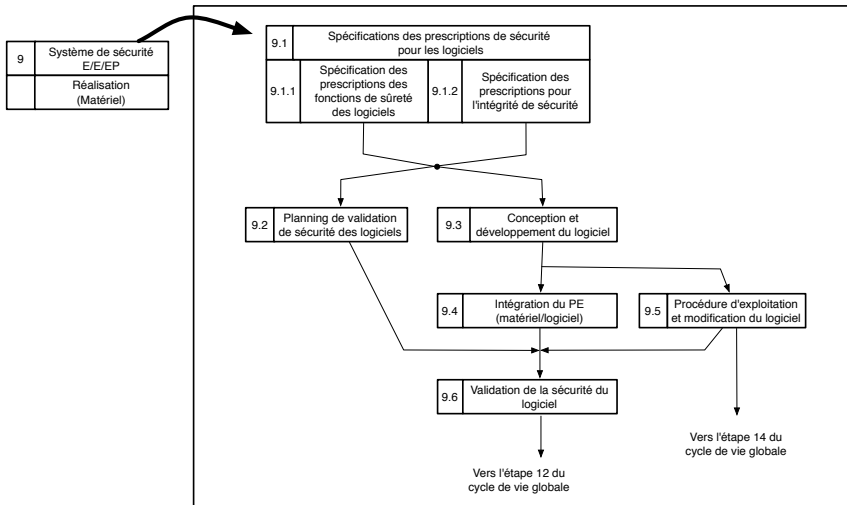 9
Système de sécurité
E/E/EP
Réalisation
(Matériel)
9.1
Spécifications des prescriptions de sécurité
pour les logiciels
9.1.1
Spécification des
prescriptions des
fonctions de sûreté
des logiciels
9.1.2
Spécification des
prescriptions pour
l'intégrité de sécurité
9.2
Planning de validation
de sécurité des logiciels
9.3
Conception et
développement du logiciel
9.4
Intégration du PE
(matériel/logiciel)
9.5
Procédure d'exploitation
et modification du logiciel
9.6
Validation de la sécurité du
logiciel
Vers l'étape 14 du
cycle de vie globale
Vers l'étape 12 du
cycle de vie globale